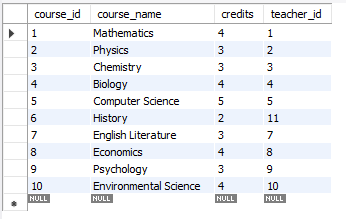 course_id course_name credits teacher_id
1 Mathematics 4 1
2 Physics 3 2
3 Chemistry 3 3
4 Biology 4 4
5 Computer Science 5 5
6 History 2 11
7 English Literature 3 7
8 Economics 4 8
9 Psychology 3 9
10 Environmental Science 4 10
NULL NULL NULL NULL